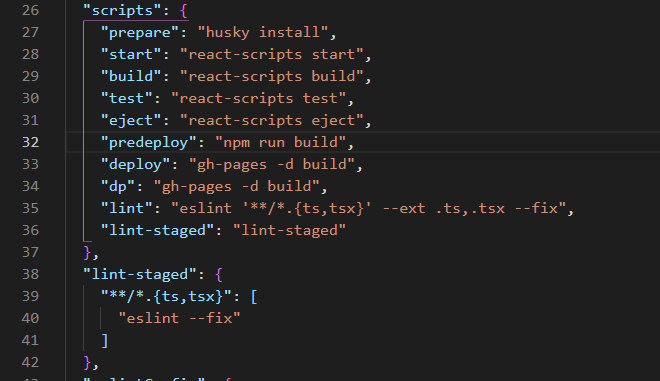 26 "scripts": {
27 "prepare": "husky install",
28 "start": "react-scripts start",
29 "build": "react-scripts build",
30 "test": "react-scripts test",
31 "eject": "react-scripts eject",
32 "predeploy": "npm run build",
33 "deploy": "gh-pages -d build",
34 "dp": "gh-pages -d build",
35 "lint": "eslint '**/*.{ts,tsx}' --ext .ts,.tsx --fix",
36 "lint-staged": "lint-staged"
37 },
38 "lint-staged": {
39 "**/*.{ts,tsx}": [
40 "eslint --fix"
41 ]
42 },